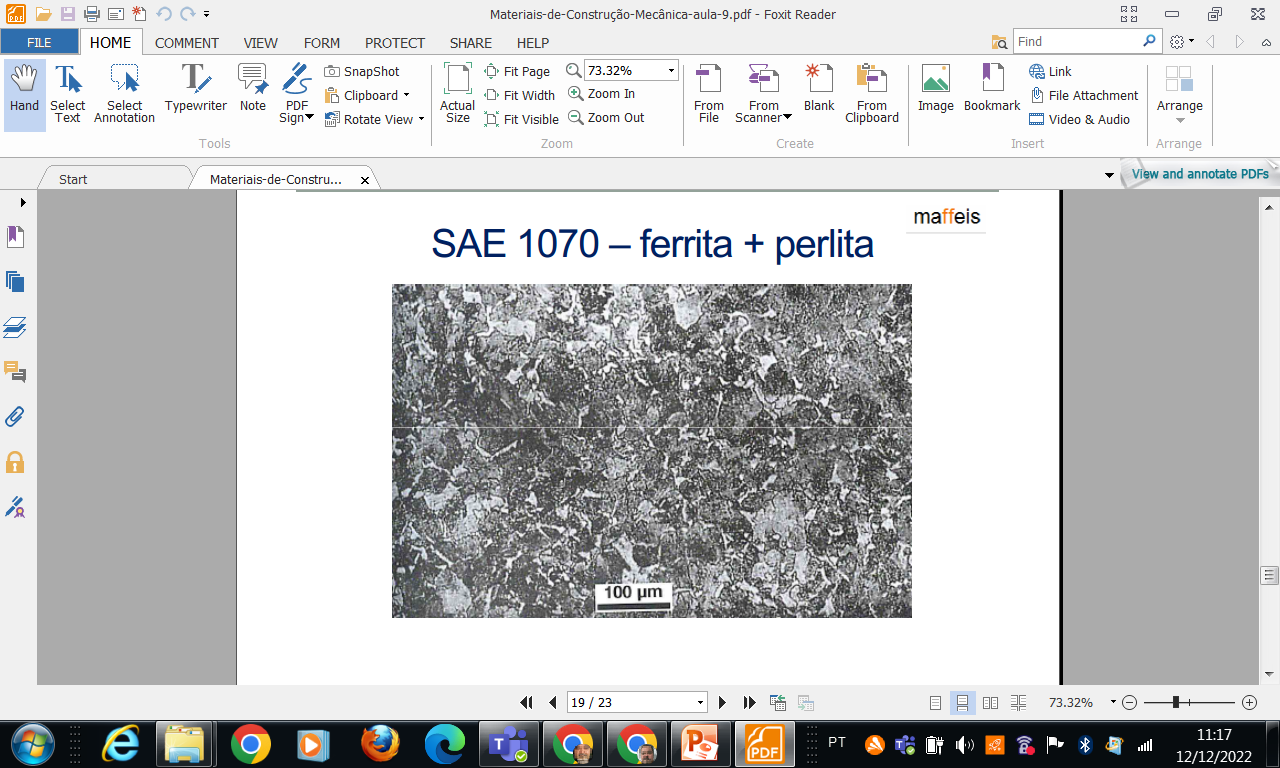 Materiais-de-Construção-Mecânica-aula-9.pdf - Foxit Reader
FILE HOME COMMENT VIEW FORM PROTECT SHARE HELP Find
Hand
Select Text
Select Annotation
Typewriter
Note
PDF Sign
SnapShot
Clipboard
Rotate View
Tools
Actual Size
Fit Page
Fit Width
Fit Visible
73.32%
Zoom In
Zoom Out
Zoom
From File
From Scanner
Blank
From Clipboard
Create
Image
Bookmark
Link
File Attachment
Video & Audio
Insert
Arrange
Arrange
Start
Materiais-de-Constru...
View and annotate PDFs
maffeis
SAE 1070 – ferrita + perlita
100 µm
19 / 23
73.32%
PDF
PT
11:17
12/12/2022